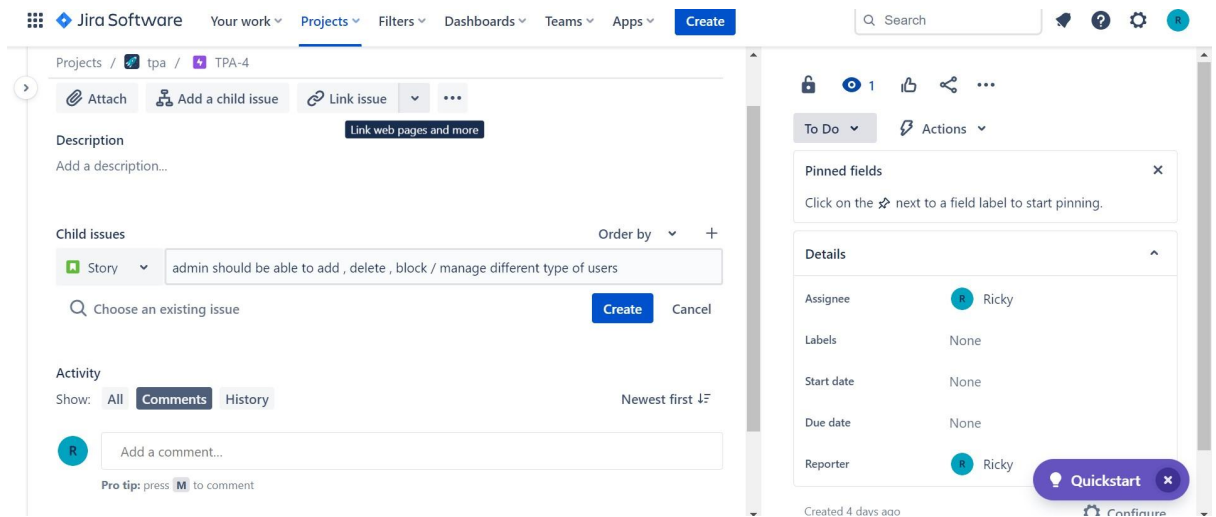 Jira Software Your work Projects Filters Dashboards Teams Apps Create Search R
Projects / tpa / TPA-4
Attach Add a child issue Link issue
Link web pages and more
Description
Add a description...
Child issues Order by
Story admin should be able to add , delete , block / manage different type of users
Choose an existing issue Create Cancel
Activity
Show: All Comments History Newest first
R Add a comment...
Pro tip: press M to comment
1
To Do Actions
Pinned fields
Click on the next to a field label to start pinning.
Details
Assignee R Ricky
Labels None
Start date None
Due date None
Reporter R Ricky
Quickstart
Created 4 days ago Configure